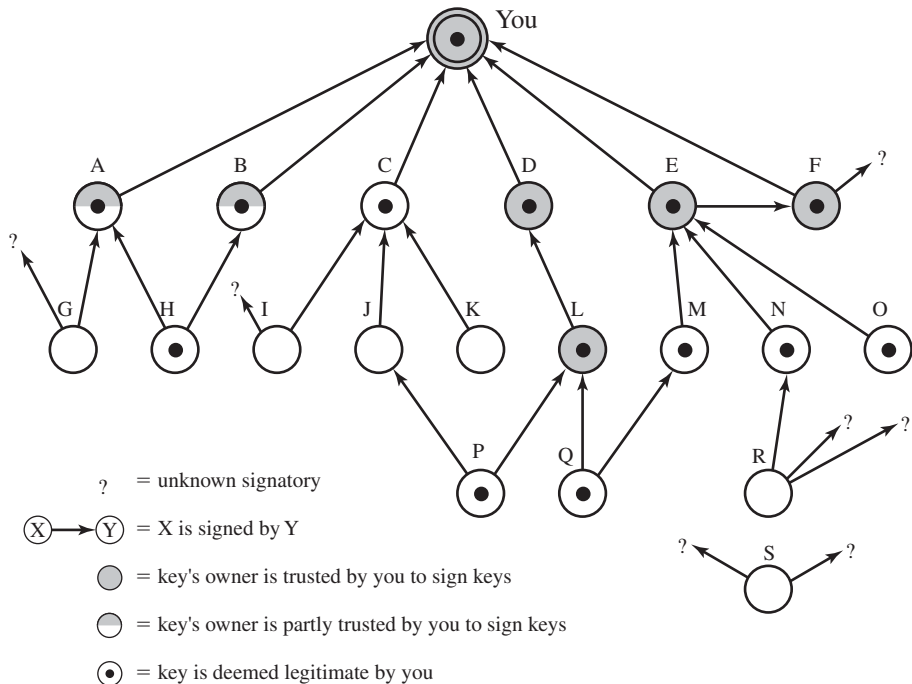 You
A B C D E F ?
?
G H ? I J K L M N O
P Q R ? ?
? = unknown signatory
X Y = X is signed by Y
? S ?
= key's owner is trusted by you to sign keys
= key's owner is partly trusted by you to sign keys
= key is deemed legitimate by you